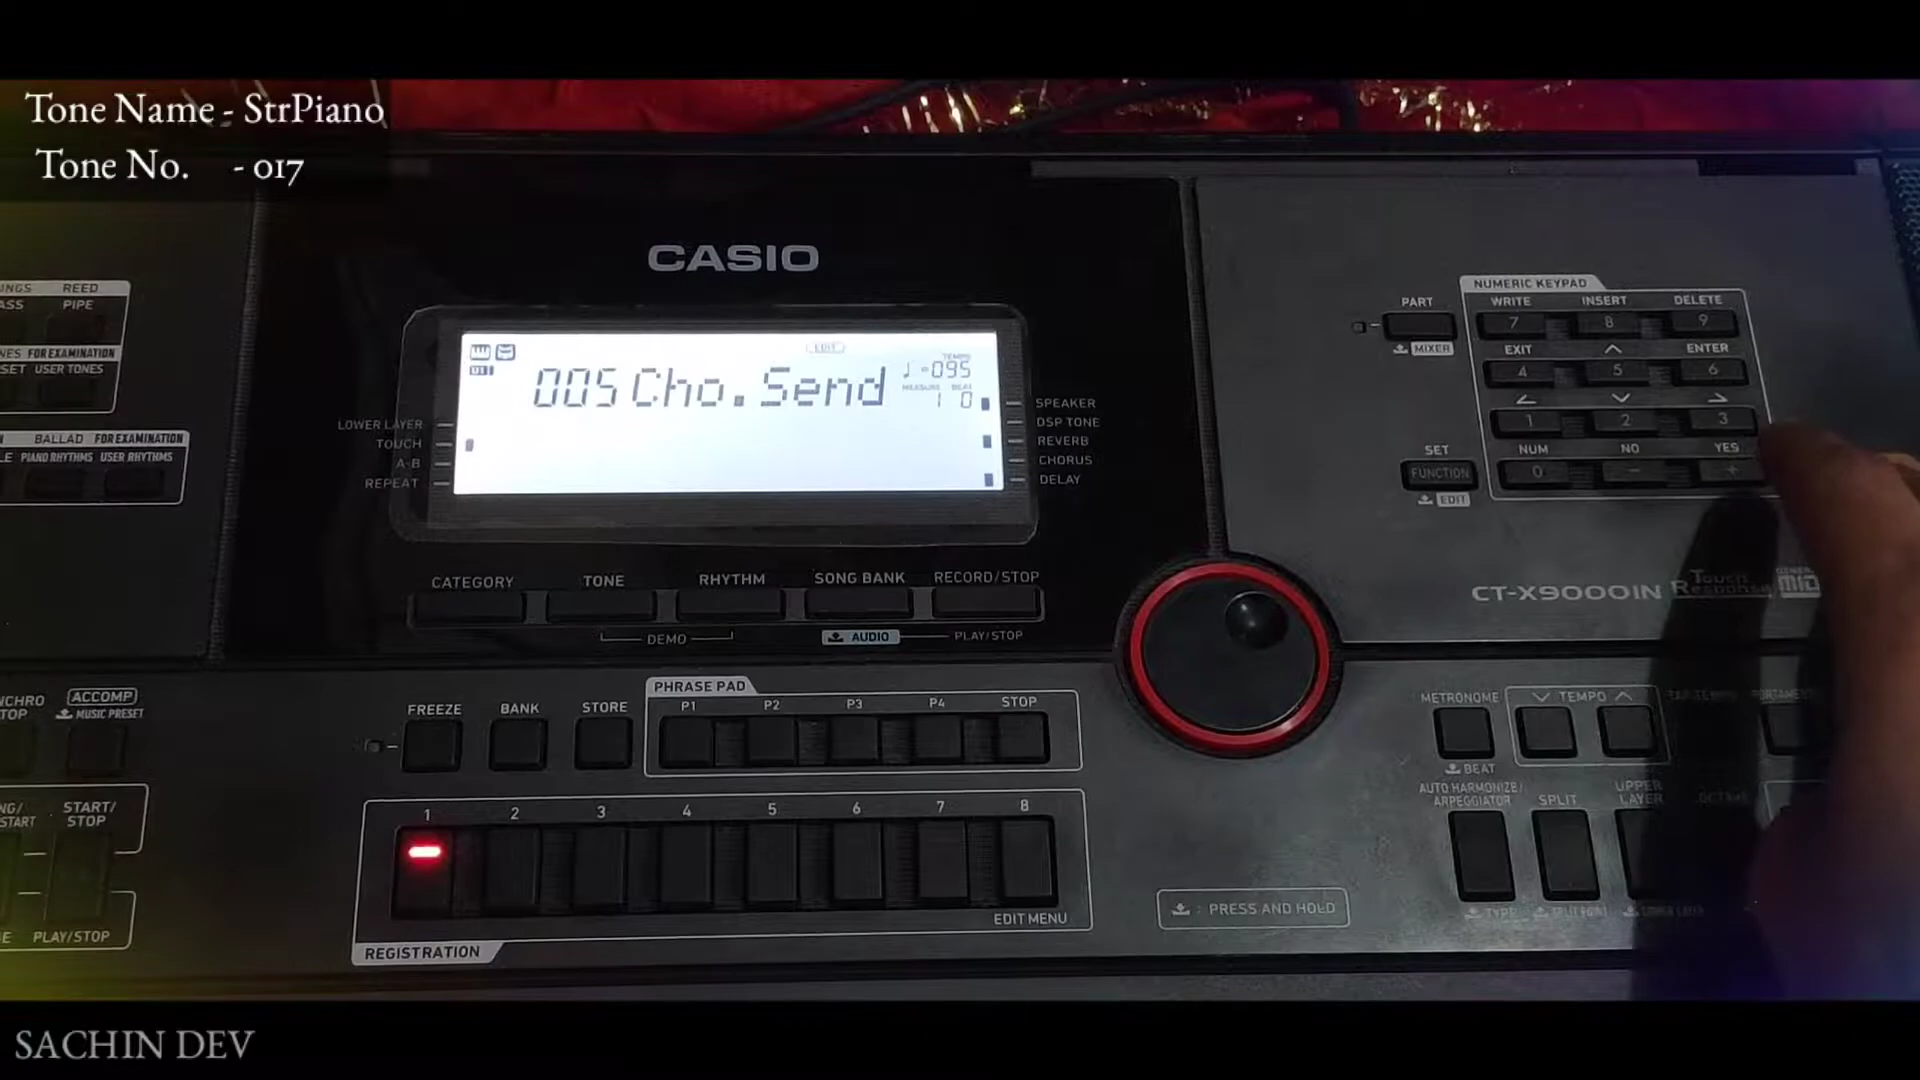 Tone Name - StrPiano
Tone No. - 017
CASIO
REED
PIPE
FOR EXAMINATION
USER TONES
BALLAD FOR EXAMINATION
PIANO RHYTHMS USER RHYTHMS
EDIT
005 Cho.Send
TEMPO
♩=095
MEASURE BEAT
1 0
LOWER LAYER
TOUCH
A-B
REPEAT
SPEAKER
DSP TONE
REVERB
CHORUS
DELAY
PART
MIXER
NUMERIC KEYPAD
WRITE INSERT DELETE
7 8 9
EXIT ENTER
4 5 6
1 2 3
SET
FUNCTION
EDIT
NUM NO YES
0 - +
CT-X9000IN
Touch Response
MIDI
CATEGORY TONE RHYTHM SONG BANK RECORD/STOP
DEMO
AUDIO
PLAY/STOP
ACCOMP
MUSIC PRESET
FREEZE BANK STORE
PHRASE PAD
P1 P2 P3 P4 STOP
METRONOME
TEMPO
BEAT
AUTO HARMONIZE/
ARPEGGIATOR
SPLIT
UPPER
LAYER
TYPE
SPLIT POINT
START/
STOP
PLAY/STOP
1 2 3 4 5 6 7 8
EDIT MENU
REGISTRATION
: PRESS AND HOLD
SACHIN DEV